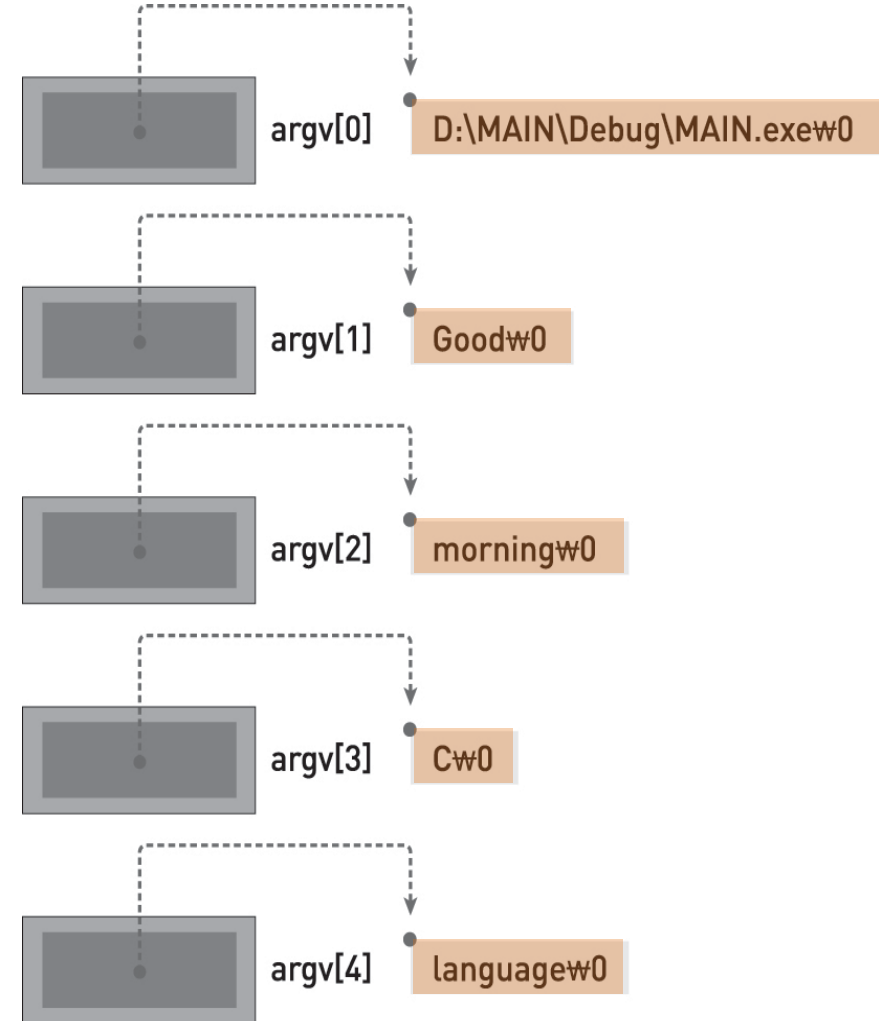 argv[0] D:\MAIN\Debug\MAIN.exe₩0
argv[1] Good₩0
argv[2] morning₩0
argv[3] C₩0
argv[4] language₩0